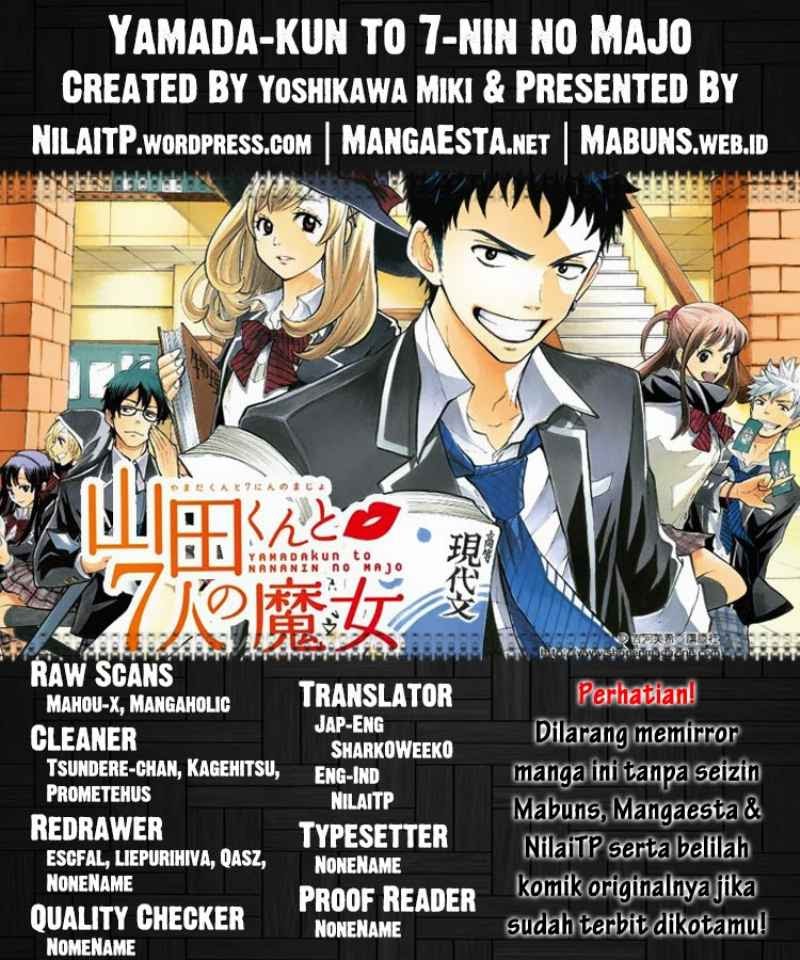 Yamada-kun to 7-nin no Majo
Created By Yoshikawa Miki & Presented By
NilaiTP.wordpress.com | MangaEsta.net | Mabuns.web.id
やまだくんと7にんのまじょ
山田くんと
YAMADAKUN to
NANANIN no MAJO
7人の魔女
高等学校
現代文
Raw Scans
Mahou-x, Mangaholic
Cleaner
Tsundere-chan, Kagehitsu,
Prometehus
Redrawer
escfal, liepurihiva, Qasz,
NoneName
Quality Checker
NomeName
Translator
Jap-Eng
Shark0Week0
Eng-Ind
NilaiTP
Typesetter
NoneName
Proof Reader
NoneName
Perhatian!
Dilarang memirror
manga ini tanpa seizin
Mabuns, Mangaesta &
NilaiTP serta belilah
komik originalnya jika
sudah terbit dikotamu!